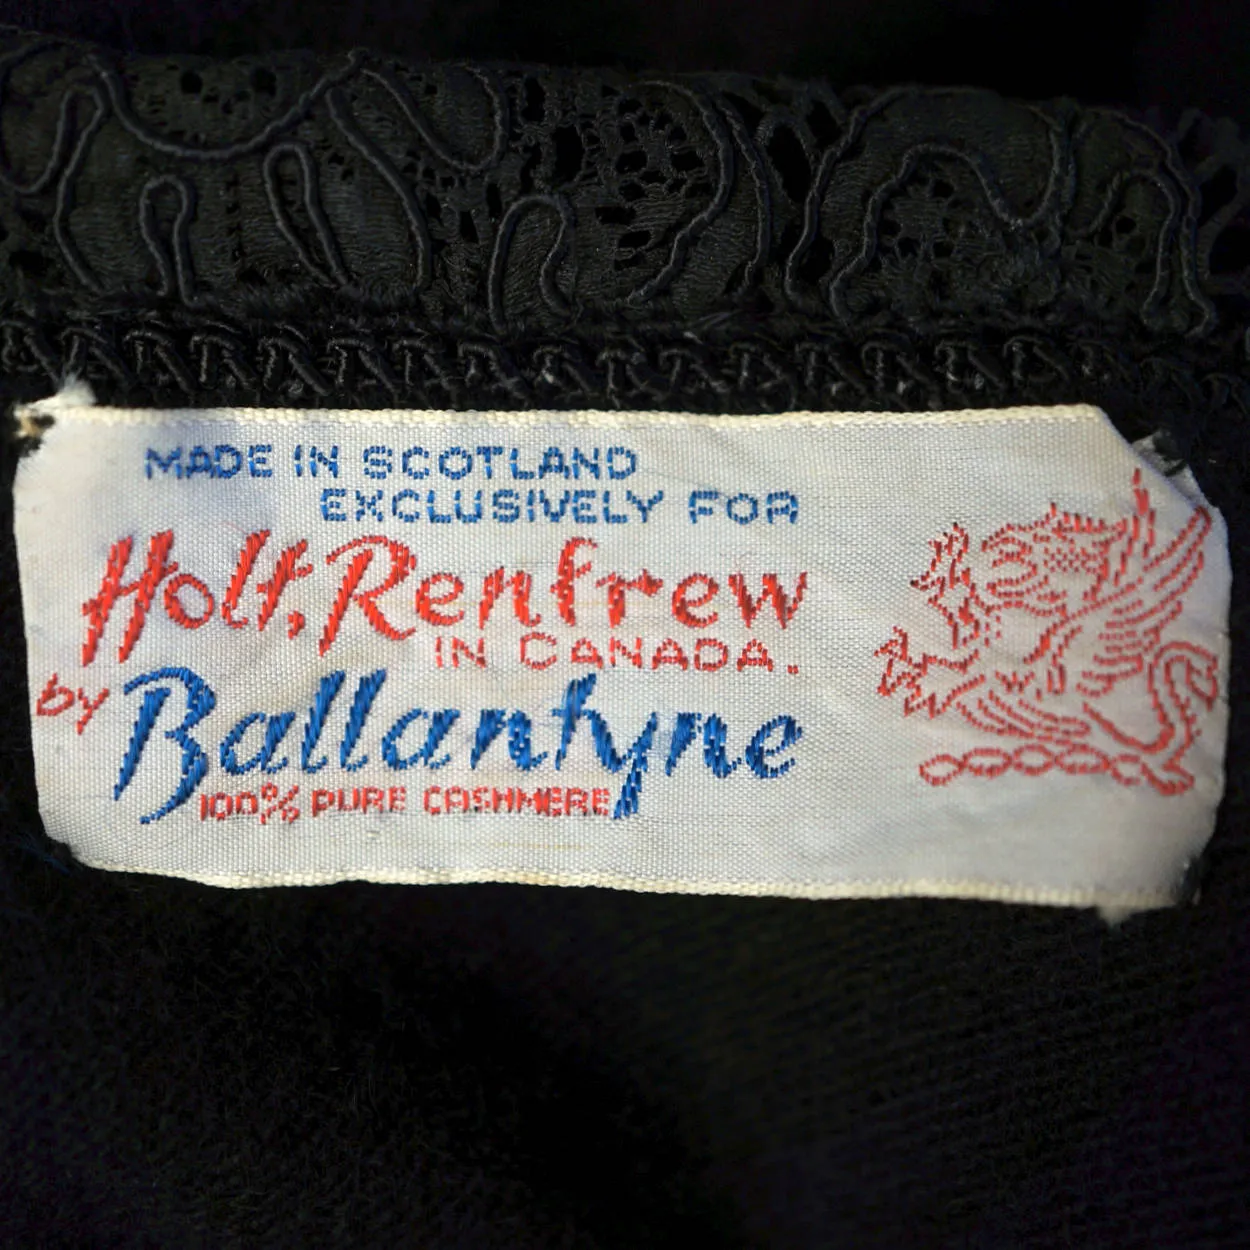 MADE IN SCOTLAND
EXCLUSIVELY FOR
Holt, Renfrew
IN CANADA.
by Ballantyne
100% PURE CASHMERE